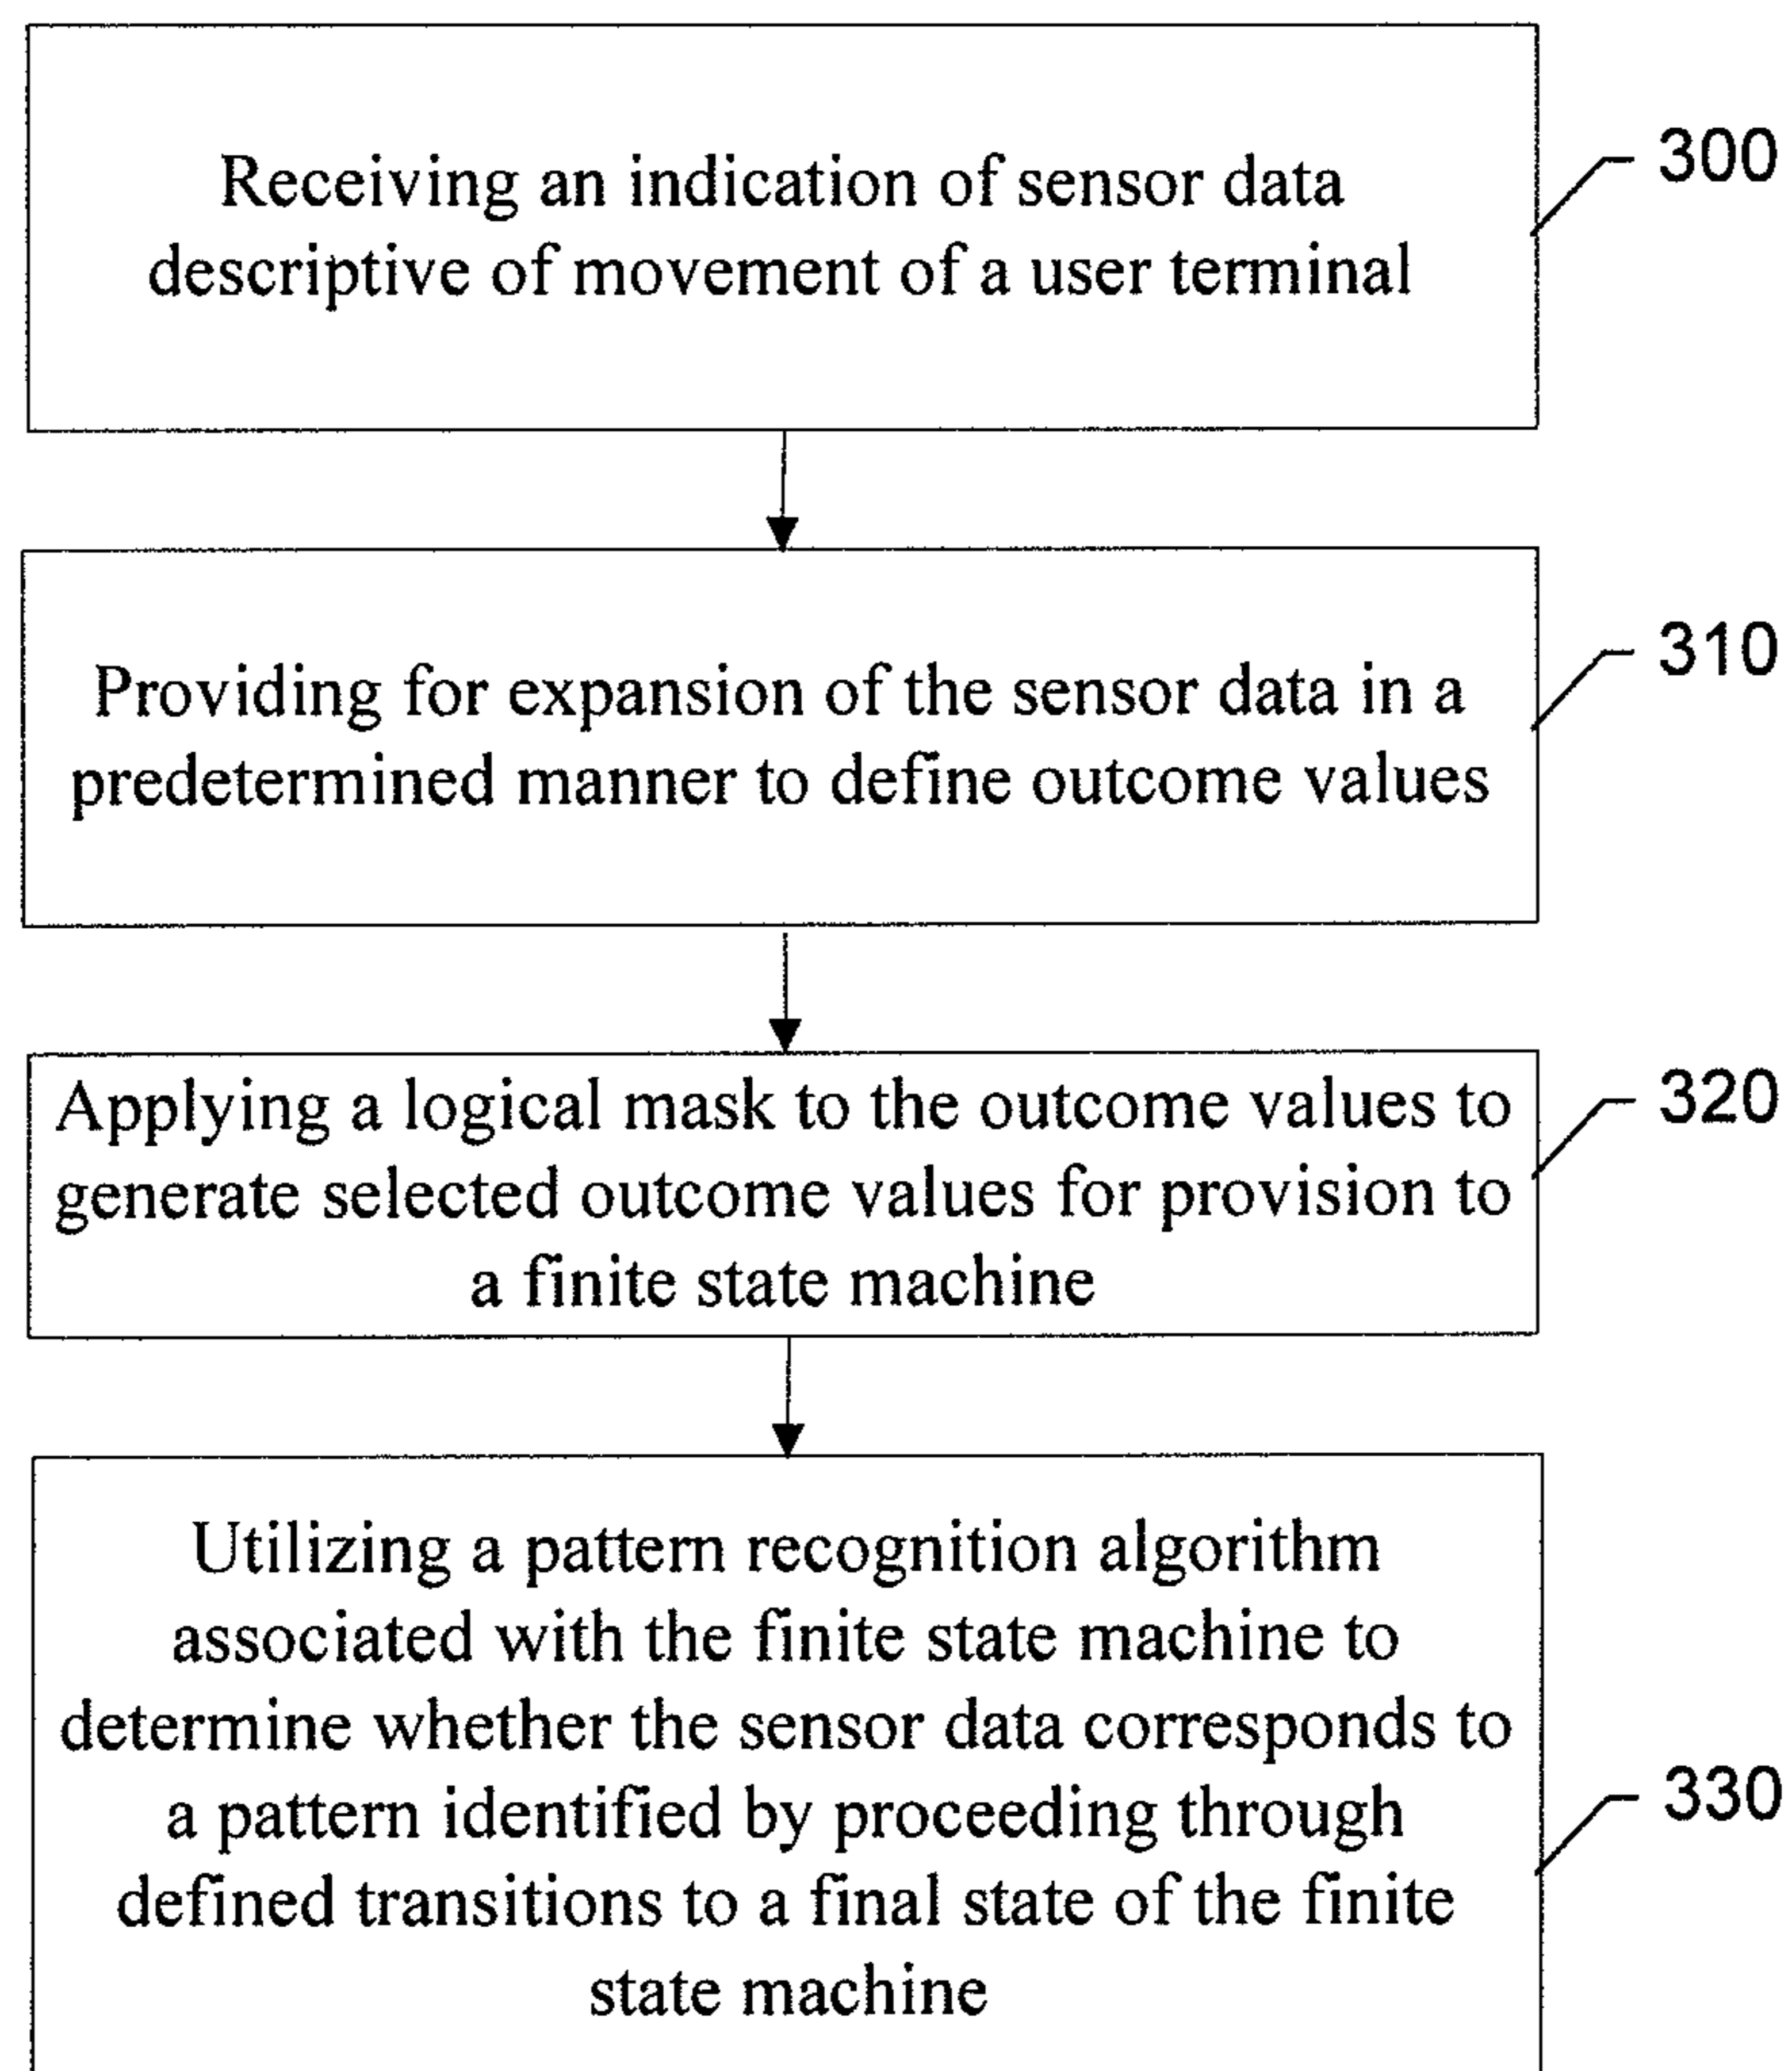 Receiving an indication of sensor data
descriptive of movement of a user terminal
300
Providing for expansion of the sensor data in a
predetermined manner to define outcome values
310
Applying a logical mask to the outcome values to
generate selected outcome values for provision to
a finite state machine
320
Utilizing a pattern recognition algorithm
associated with the finite state machine to
determine whether the sensor data corresponds to
a pattern identified by proceeding through
defined transitions to a final state of the finite
state machine
330